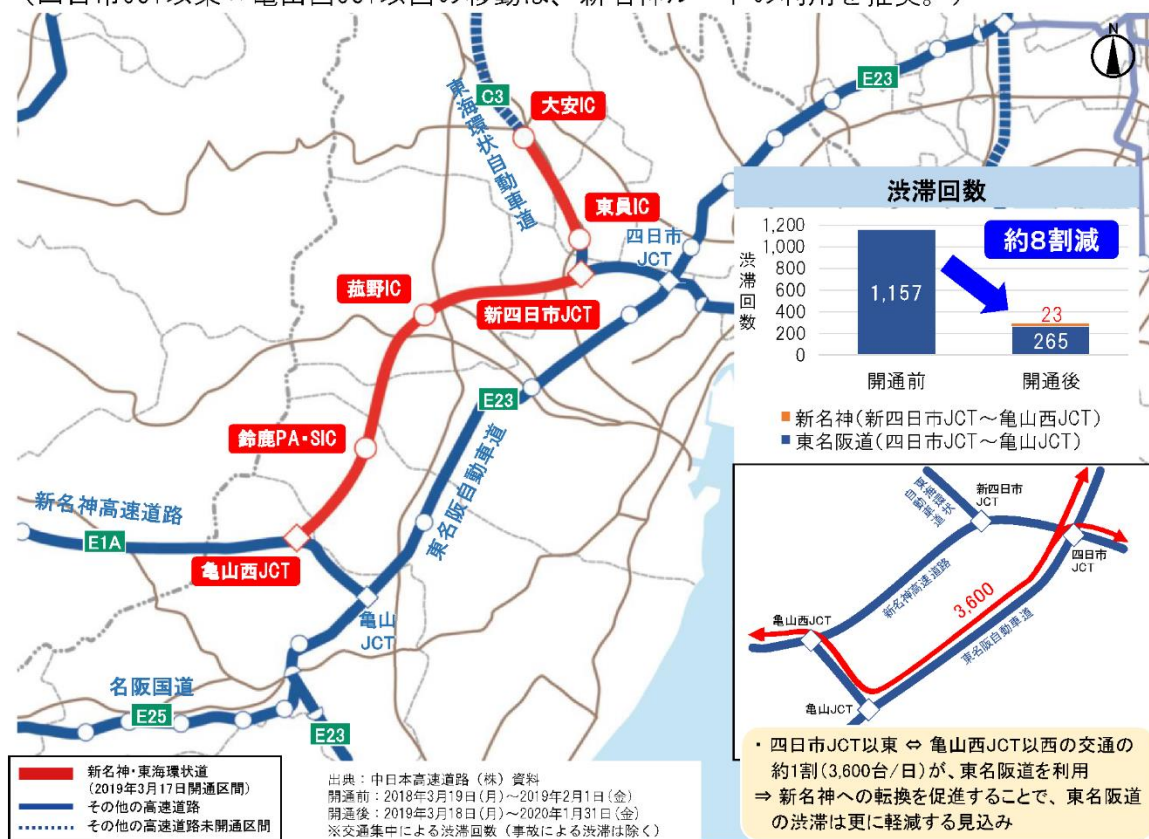 (四日市JCT以東⇔亀山西JCT以西の移動は、新名神ルートの利用を推奨。)
N
E23
C3
東海環状自動車道
大安IC
東員IC
四日市
JCT
菰野IC
新四日市JCT
E23
鈴鹿PA・SIC
東名阪自動車道
新名神高速道路
E1A
亀山西JCT
亀山
JCT
名阪国道
E25
E23
渋滞回数
渋滞回数
1,200
1,000
800
600
400
200
0
約8割減
1,157
23
265
開通前
開通後
■新名神(新四日市JCT～亀山西JCT)
■東名阪道(四日市JCT～亀山JCT)
東海環状
自動車道
新四日市
JCT
四日市
JCT
新名神高速道路
3,600
東名阪自動車道
亀山西JCT
亀山JCT
・四日市JCT以東 ⇔ 亀山西JCT以西の交通の
約1割(3,600台/日)が、東名阪道を利用
⇒ 新名神への転換を促進することで、東名阪道
の渋滞は更に軽減する見込み
新名神・東海環状道
(2019年3月17日開通区間)
その他の高速道路
その他の高速道路未開通区間
出典：中日本高速道路（株）資料
開通前：2018年3月19日(月)～2019年2月1日(金)
開通後：2019年3月18日(月)～2020年1月31日(金)
※交通集中による渋滞回数（事故による渋滞は除く）